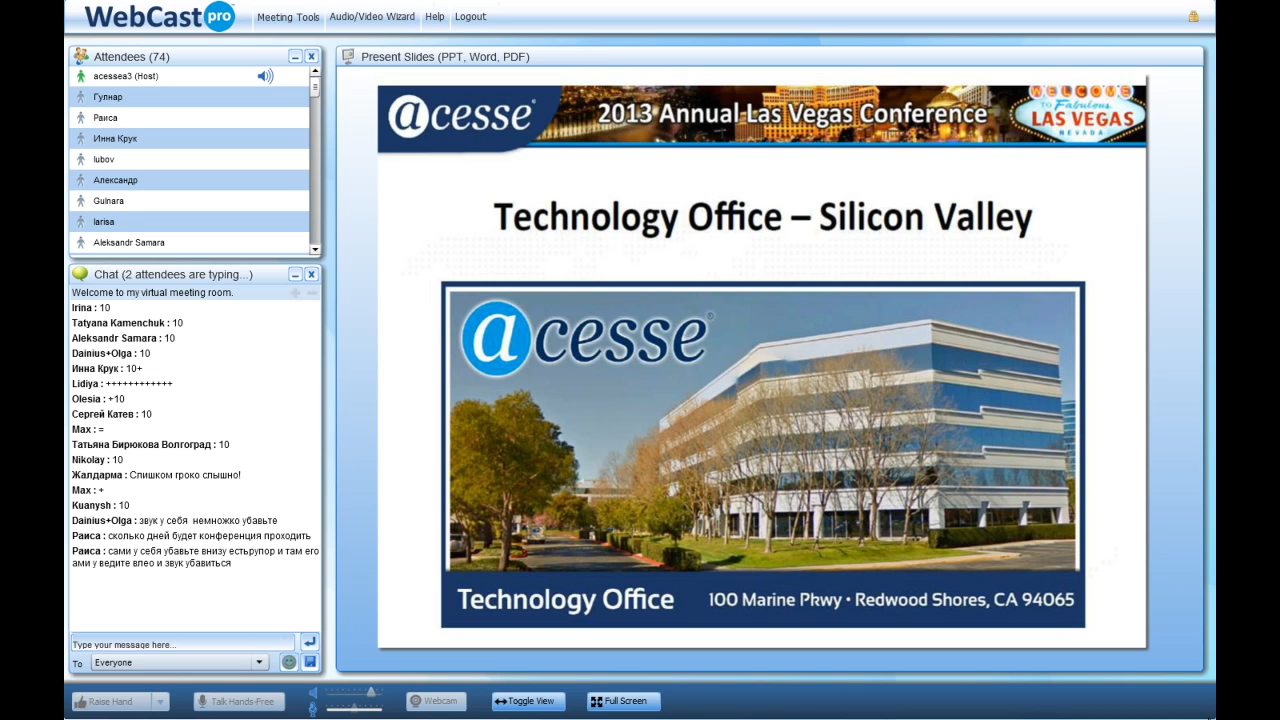 WebCast pro
Meeting Tools Audio/Video Wizard Help Logout
Attendees (74)
acessea3 (Host)
Гулнар
Раиса
Инна Крук
lubov
Александр
Gulnara
larisa
Aleksandr Samara
Chat (2 attendees are typing...)
Welcome to my virtual meeting room.
Irina : 10
Tatyana Kamenchuk : 10
Aleksandr Samara : 10
Dainius+Olga : 10
Инна Крук : 10+
Lidiya : ++++++++++++
Olesia : +10
Сергей Катев : 10
Max : =
Татьяна Бирюкова Волгоград : 10
Nikolay : 10
Жалдарма : Слишком гроко слышно!
Max : +
Kuanysh : 10
Dainius+Olga : звук у себя немножко убавьте
Раиса : сколько дней будет конференция проходить
Раиса : сами у себя убавьте внизу естьрупор и там его
ами у ведите влево и звук убавиться
Type your message here...
To Everyone
Present Slides (PPT, Word, PDF)
acesse
2013 Annual Las Vegas Conference
WELCOME
TO Fabulous
LAS VEGAS
NEVADA
Technology Office – Silicon Valley
acesse
Technology Office 100 Marine Pkwy • Redwood Shores, CA 94065
Raise Hand Talk Hands-Free Webcam Toggle View Full Screen